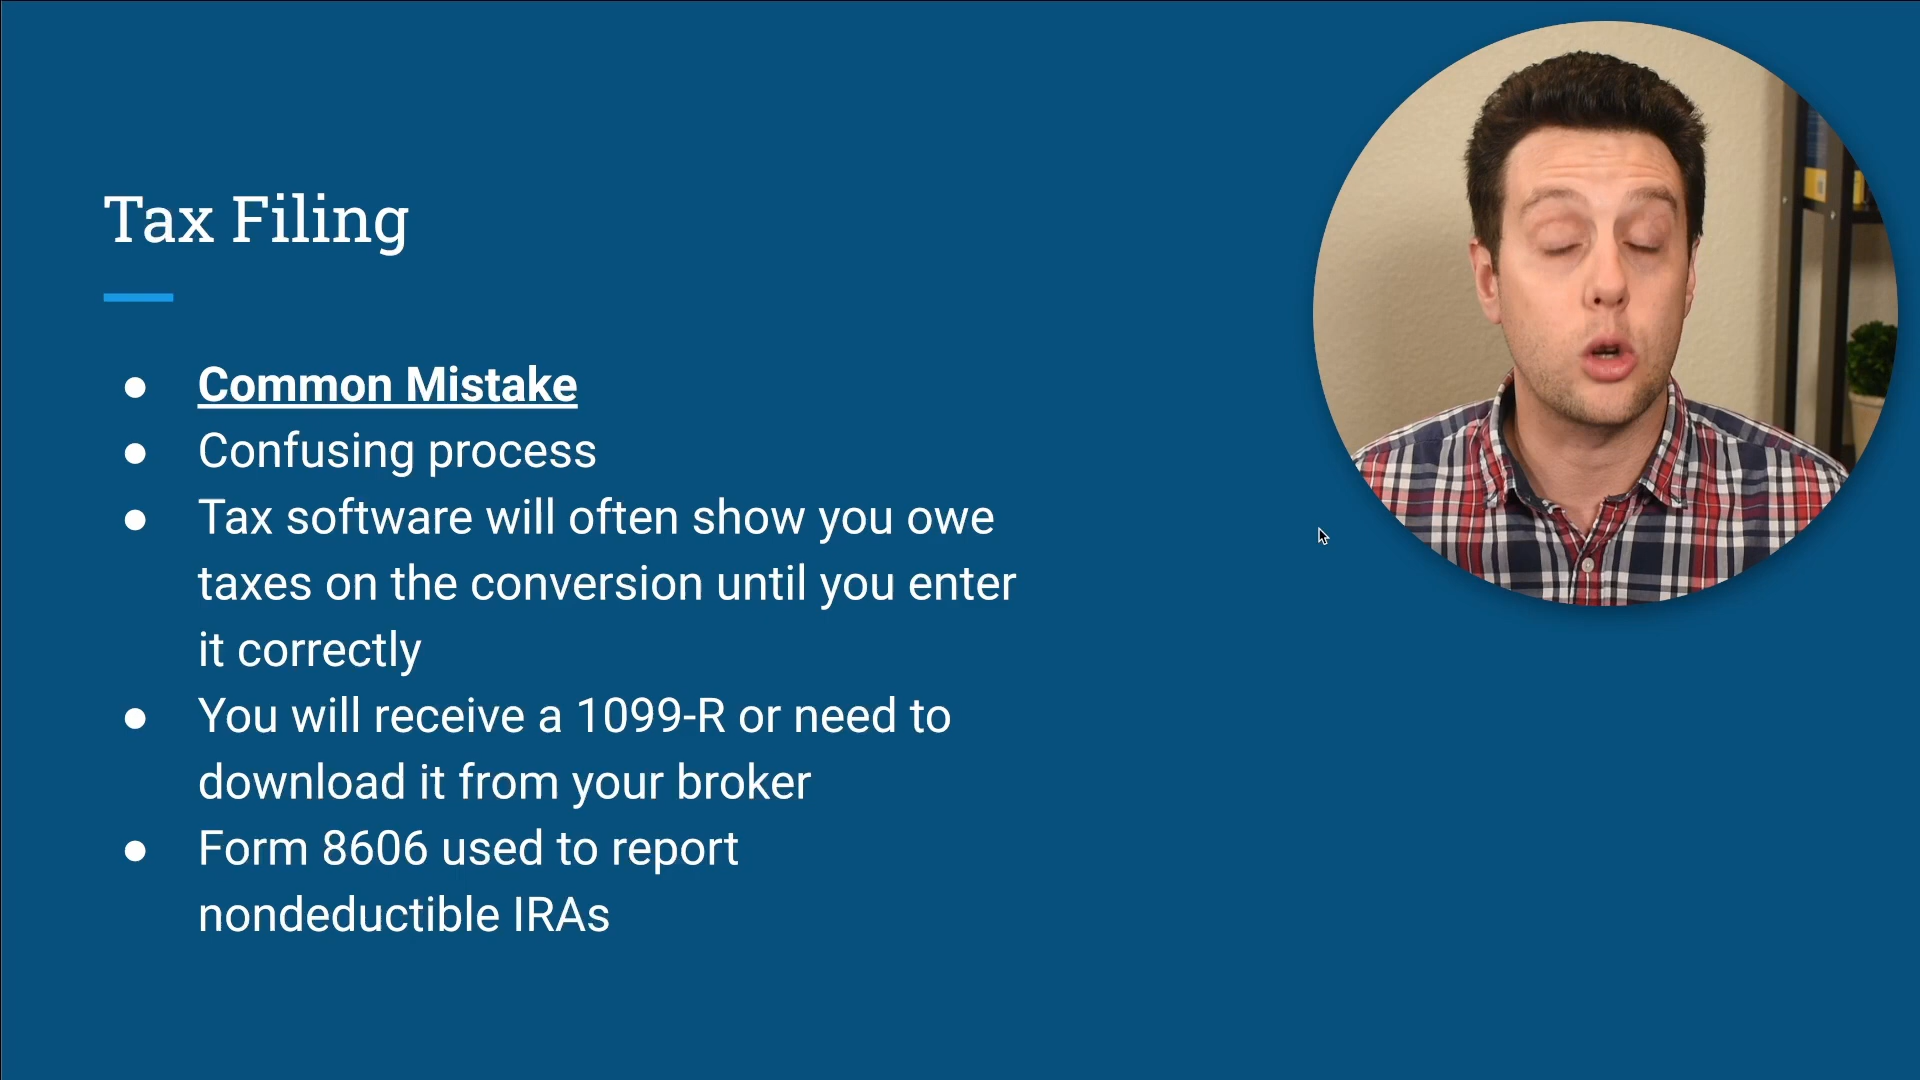 Tax Filing
● Common Mistake
● Confusing process
● Tax software will often show you owe
taxes on the conversion until you enter
it correctly
● You will receive a 1099-R or need to
download it from your broker
● Form 8606 used to report
nondeductible IRAs